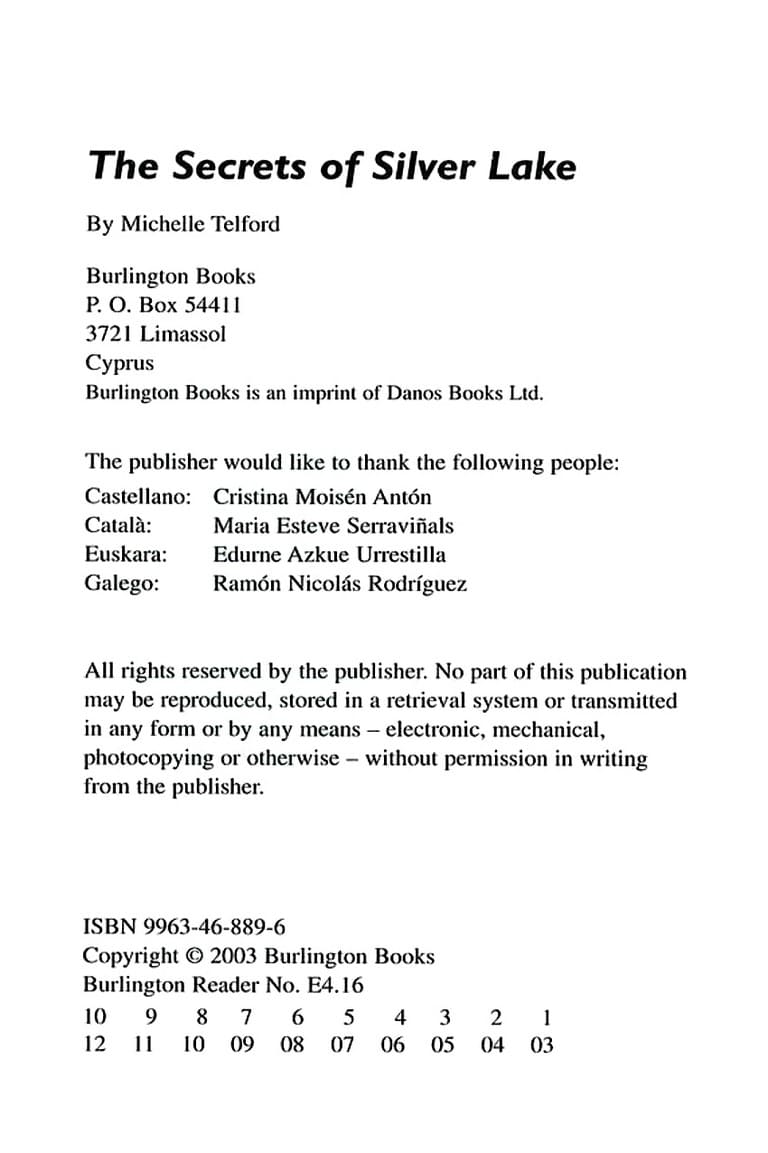 The Secrets of Silver Lake
By Michelle Telford
Burlington Books
P. O. Box 54411
3721 Limassol
Cyprus
Burlington Books is an imprint of Danos Books Ltd.
The publisher would like to thank the following people:
Castellano: Cristina Moisén Antón
Català: Maria Esteve Serraviñals
Euskara: Edurne Azkue Urrestilla
Galego: Ramón Nicolás Rodríguez
All rights reserved by the publisher. No part of this publication
may be reproduced, stored in a retrieval system or transmitted
in any form or by any means – electronic, mechanical,
photocopying or otherwise – without permission in writing
from the publisher.
ISBN 9963-46-889-6
Copyright © 2003 Burlington Books
Burlington Reader No. E4.16
10 9 8 7 6 5 4 3 2 1
12 11 10 09 08 07 06 05 04 03